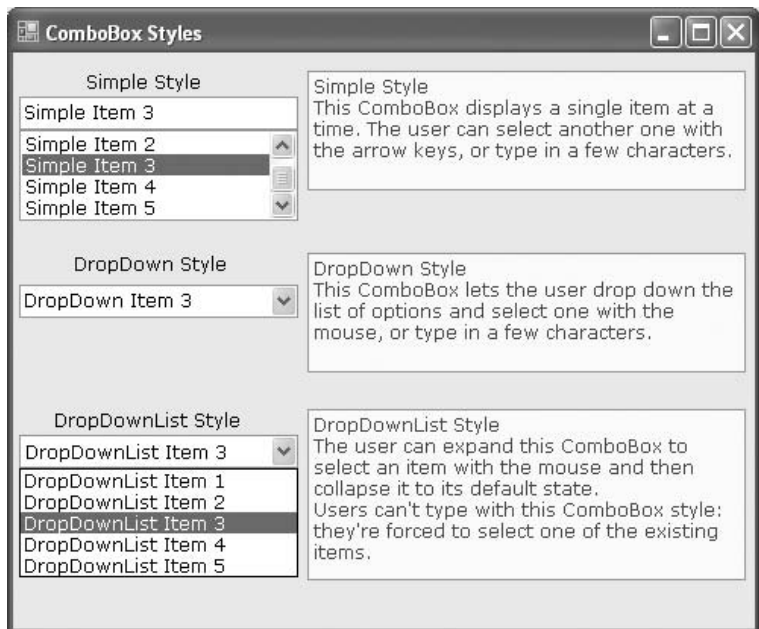 ComboBox Styles
Simple Style
Simple Item 3
Simple Item 2
Simple Item 3
Simple Item 4
Simple Item 5
Simple Style
This ComboBox displays a single item at a
time. The user can select another one with
the arrow keys, or type in a few characters.
DropDown Style
DropDown Item 3
DropDown Style
This ComboBox lets the user drop down the
list of options and select one with the
mouse, or type in a few characters.
DropDownList Style
DropDownList Item 3
DropDownList Item 1
DropDownList Item 2
DropDownList Item 3
DropDownList Item 4
DropDownList Item 5
DropDownList Style
The user can expand this ComboBox to
select an item with the mouse and then
collapse it to its default state.
Users can't type with this ComboBox style:
they're forced to select one of the existing
items.